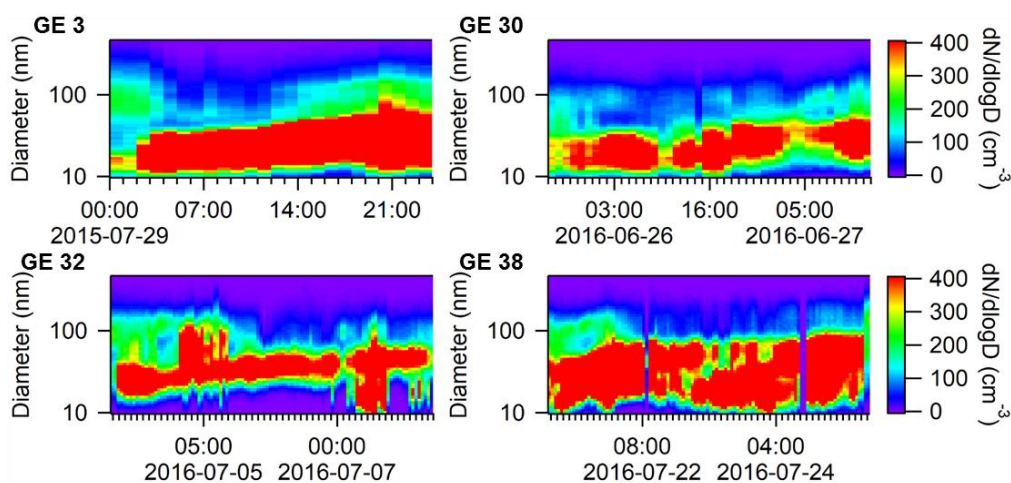 GE 3
Diameter (nm)
100
10
00:00 07:00 14:00 21:00
2015-07-29
GE 30
Diameter (nm)
100
10
03:00 16:00 05:00
2016-06-26 2016-06-27
400
300
200
100
0
dN/dlogD (cm⁻³)
GE 32
Diameter (nm)
100
10
05:00 00:00
2016-07-05 2016-07-07
GE 38
Diameter (nm)
100
10
08:00 04:00
2016-07-22 2016-07-24
400
300
200
100
0
dN/dlogD (cm⁻³)